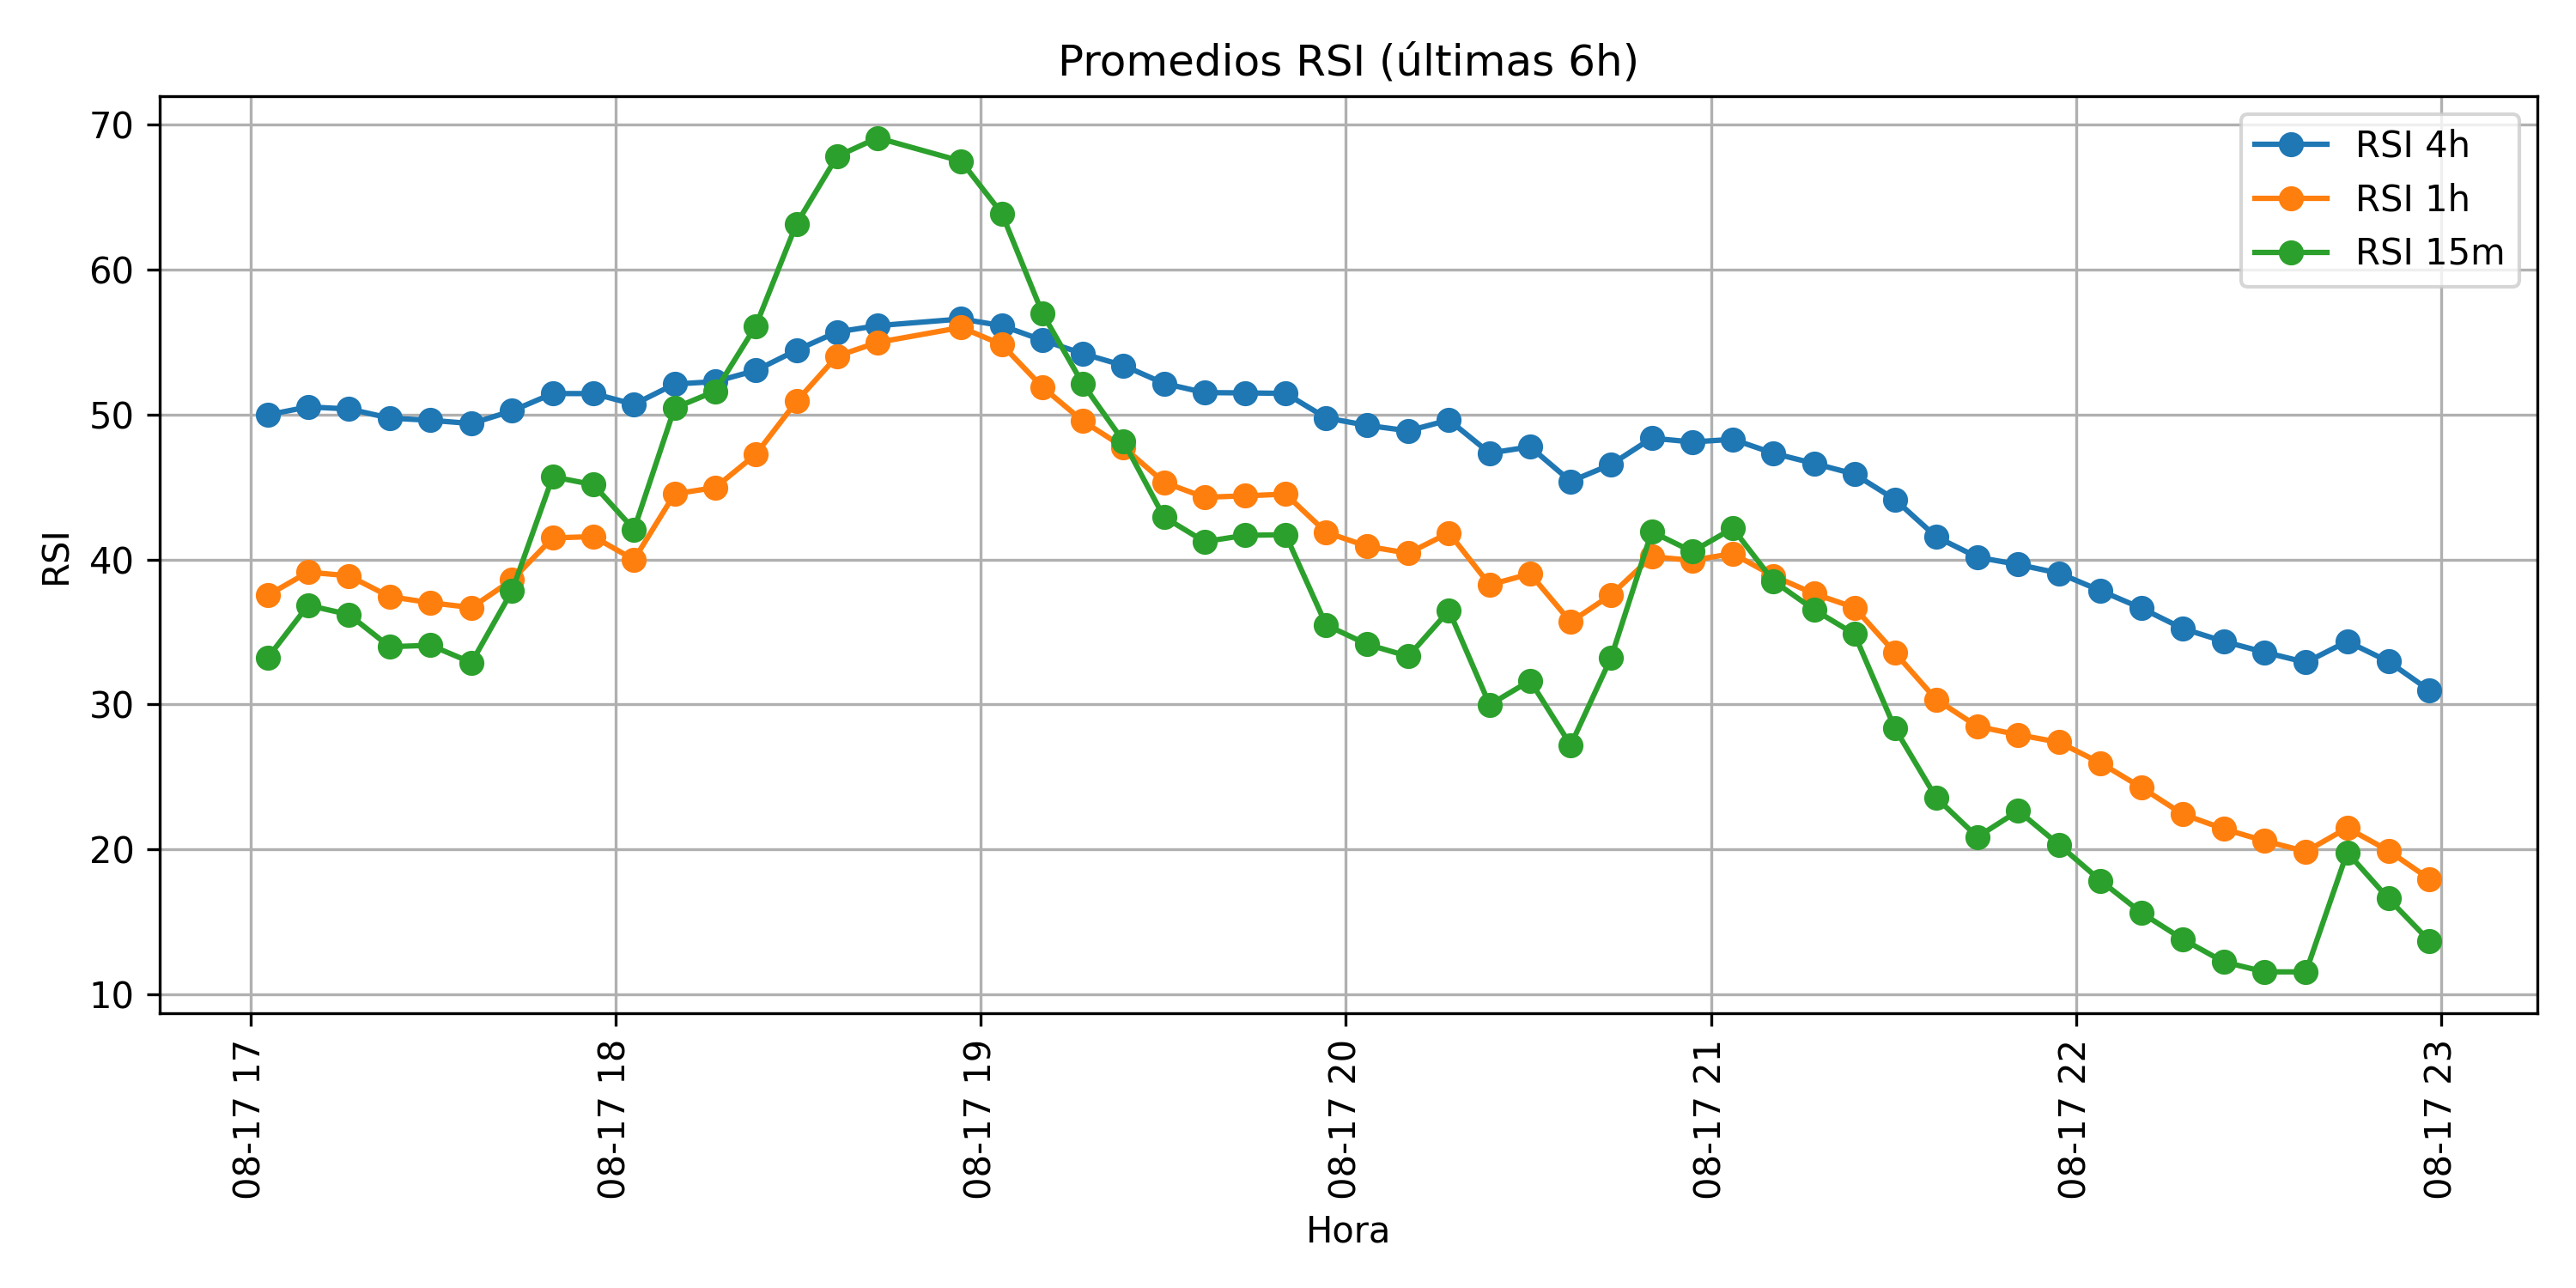 Promedios RSI (últimas 6h)
RSI 4h
RSI 1h
RSI 15m
RSI
70
60
50
40
30
20
10
08-17 17
08-17 18
08-17 19
08-17 20
08-17 21
08-17 22
08-17 23
Hora